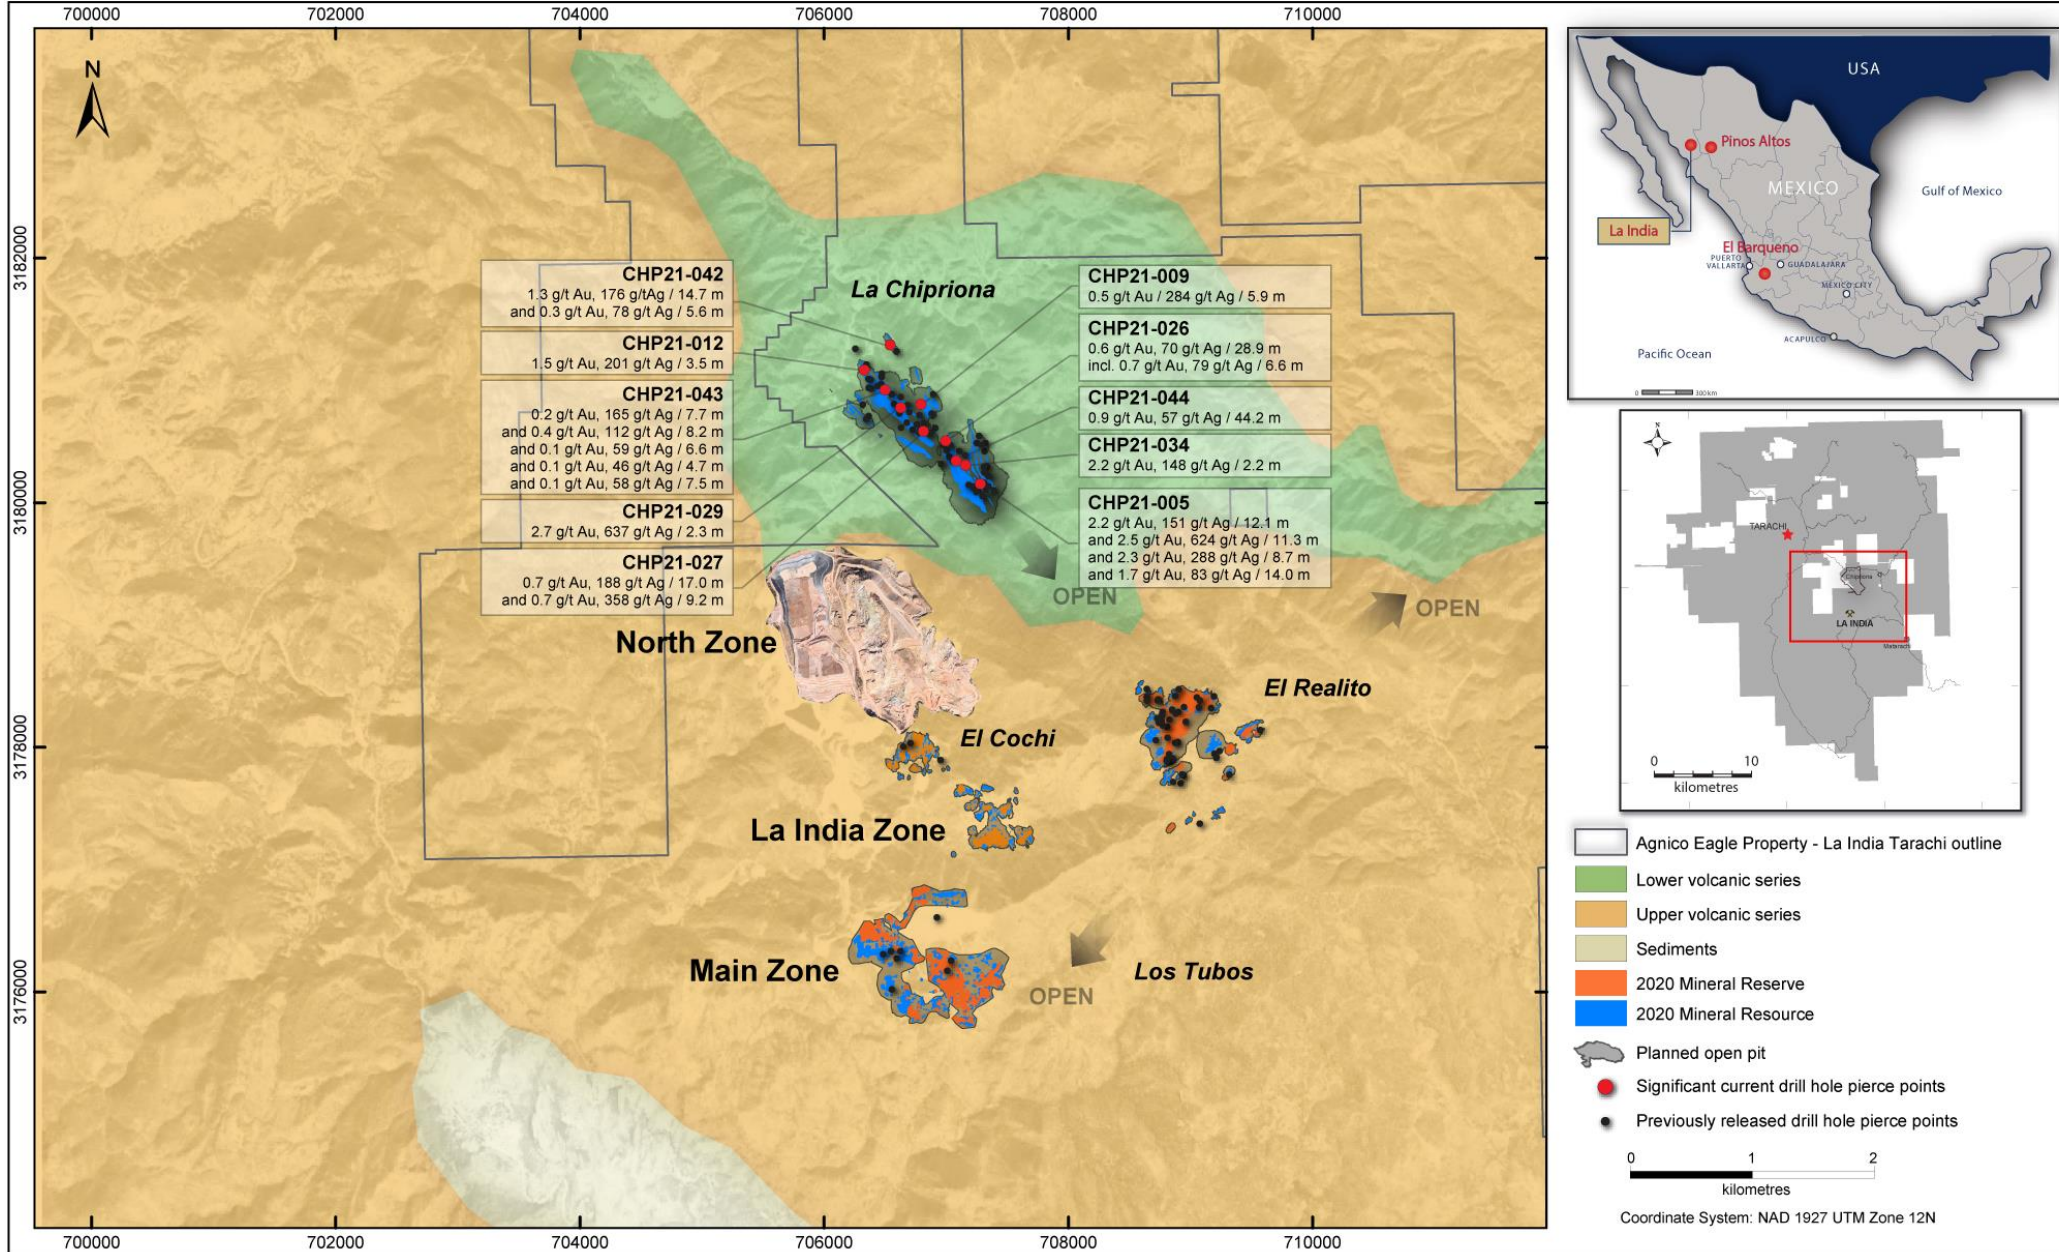 700000
702000
704000
706000
708000
710000
3182000
3180000
3178000
3176000
N
CHP21-042
1.3 g/t Au, 176 g/tAg / 14.7 m
and 0.3 g/t Au, 78 g/t Ag / 5.6 m
CHP21-012
1.5 g/t Au, 201 g/t Ag / 3.5 m
CHP21-043
0.2 g/t Au, 165 g/t Ag / 7.7 m
and 0.4 g/t Au, 112 g/t Ag / 8.2 m
and 0.1 g/t Au, 59 g/t Ag / 6.6 m
and 0.1 g/t Au, 46 g/t Ag / 4.7 m
and 0.1 g/t Au, 58 g/t Ag / 7.5 m
CHP21-029
2.7 g/t Au, 637 g/t Ag / 2.3 m
CHP21-027
0.7 g/t Au, 188 g/t Ag / 17.0 m
and 0.7 g/t Au, 358 g/t Ag / 9.2 m
La Chipriona
CHP21-009
0.5 g/t Au / 284 g/t Ag / 5.9 m
CHP21-026
0.6 g/t Au, 70 g/t Ag / 28.9 m
incl. 0.7 g/t Au, 79 g/t Ag / 6.6 m
CHP21-044
0.9 g/t Au, 57 g/t Ag / 44.2 m
CHP21-034
2.2 g/t Au, 148 g/t Ag / 2.2 m
CHP21-005
2.2 g/t Au, 151 g/t Ag / 12.1 m
and 2.5 g/t Au, 624 g/t Ag / 11.3 m
and 2.3 g/t Au, 288 g/t Ag / 8.7 m
and 1.7 g/t Au, 83 g/t Ag / 14.0 m
OPEN
OPEN
North Zone
El Realito
El Cochi
La India Zone
Main Zone
Los Tubos
OPEN
700000
702000
704000
706000
708000
710000
USA
Pinos Altos
MEXICO
Gulf of Mexico
La India
El Barqueno
PUERTO
VALLARTA
GUADALAJARA
MEXICO CITY
ACAPULCO
Pacific Ocean
0
300 km
N
TARACHI
Chipriona
LA INDIA
Matarachi
0
10
kilometres
Agnico Eagle Property - La India Tarachi outline
Lower volcanic series
Upper volcanic series
Sediments
2020 Mineral Reserve
2020 Mineral Resource
Planned open pit
Significant current drill hole pierce points
Previously released drill hole pierce points
0
1
2
kilometres
Coordinate System: NAD 1927 UTM Zone 12N